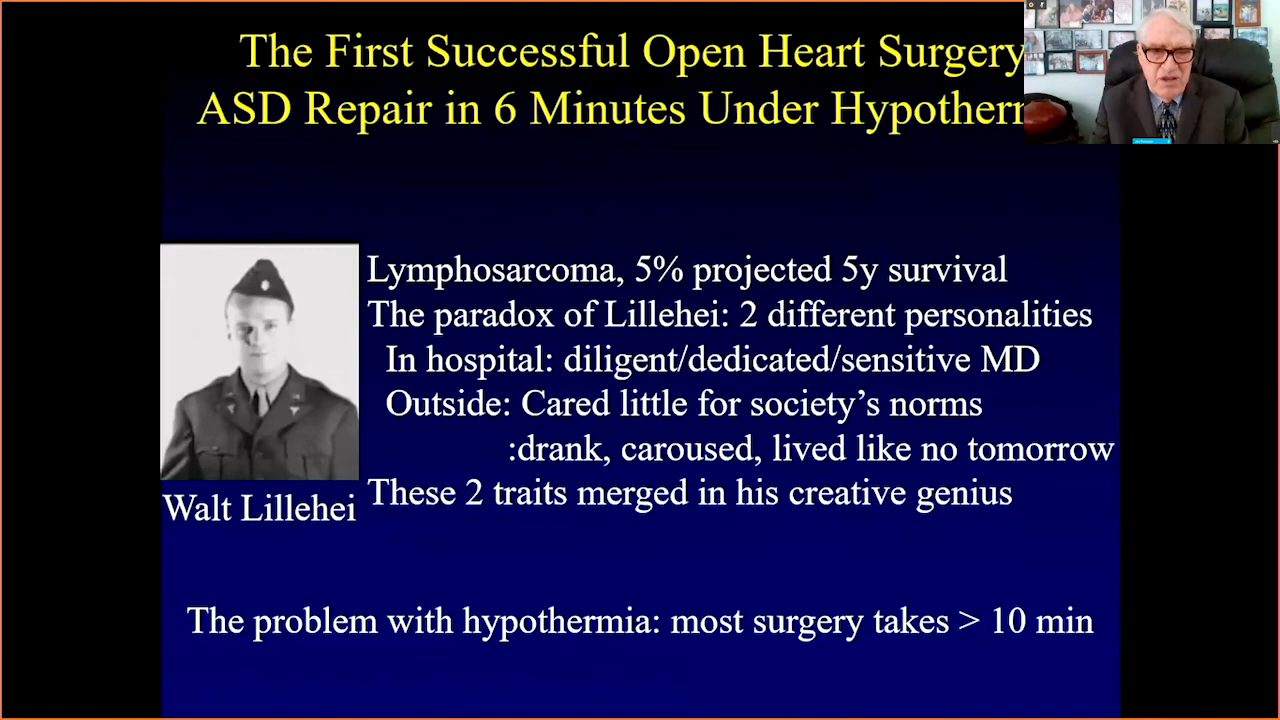 The First Successful Open Heart Surgery
ASD Repair in 6 Minutes Under Hypotherm
Lymphosarcoma, 5% projected 5y survival
The paradox of Lillehei: 2 different personalities
In hospital: diligent/dedicated/sensitive MD
Outside: Cared little for society’s norms
:drank, caroused, lived like no tomorrow
These 2 traits merged in his creative genius
Walt Lillehei
The problem with hypothermia: most surgery takes > 10 min